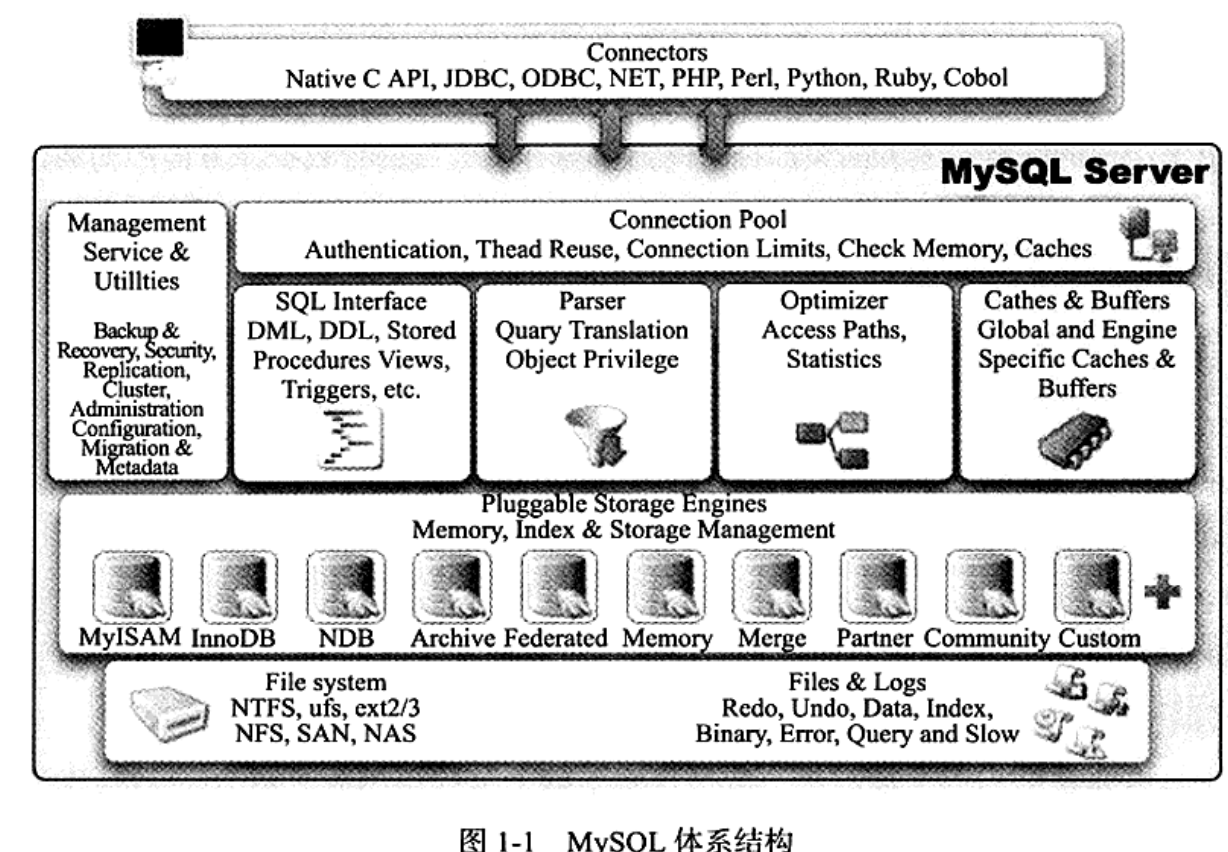 Connectors
Native C API, JDBC, ODBC, NET, PHP, Perl, Python, Ruby, Cobol
MySQL Server
Management
Service &
Utillties
Backup &
Recovery, Security,
Replication,
Cluster,
Administration
Configuration,
Migration &
Metadata
Connection Pool
Authentication, Thead Reuse, Connection Limits, Check Memory, Caches
SQL Interface
DML, DDL, Stored
Procedures Views,
Triggers, etc.
Parser
Quary Translation
Object Privilege
Optimizer
Access Paths,
Statistics
Cathes & Buffers
Global and Engine
Specific Caches &
Buffers
Pluggable Storage Engines
Memory, Index & Storage Management
MyISAM InnoDB NDB Archive Federated Memory Merge Partner Community Custom
File system
NTFS, ufs, ext2/3
NFS, SAN, NAS
Files & Logs
Redo, Undo, Data, Index,
Binary, Error, Query and Slow
图 1-1 MySQL 体系结构